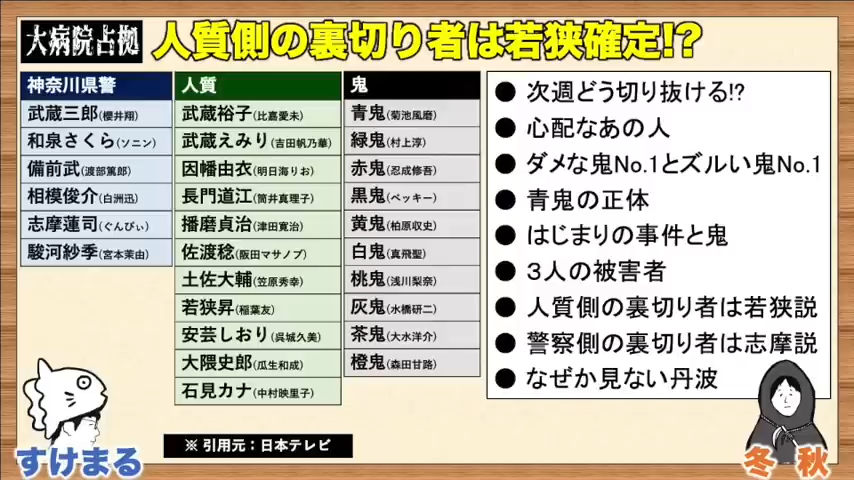 大病院占拠
人質側の裏切り者は若狭確定!?
神奈川県警
武蔵三郎(櫻井翔)
和泉さくら(ソニン)
備前武(渡部篤郎)
相模俊介(白洲迅)
志摩蓮司(ぐんぴぃ)
駿河紗季(宮本茉由)
人質
武蔵裕子(比嘉愛未)
武蔵えみり(吉田帆乃華)
因幡由衣(明日海りお)
長門道江(筒井真理子)
播磨貞治(津田寛治)
佐渡稔(阪田マサノブ)
土佐大輔(笠原秀幸)
若狭昇(稲葉友)
安芸しおり(呉城久美)
大隈史郎(瓜生和成)
石見カナ(中村映里子)
鬼
青鬼(菊池風磨)
緑鬼(村上淳)
赤鬼(忍成修吾)
黒鬼(ベッキー)
黄鬼(柏原収史)
白鬼(真飛聖)
桃鬼(浅川梨奈)
灰鬼(水橋研二)
茶鬼(大水洋介)
橙鬼(森田甘路)
● 次週どう切り抜ける!?
● 心配なあの人
● ダメな鬼No.1とズルい鬼No.1
● 青鬼の正体
● はじまりの事件と鬼
● 3人の被害者
● 人質側の裏切り者は若狭説
● 警察側の裏切り者は志摩説
● なぜか見ない丹波
※ 引用元：日本テレビ
すけまる
冬秋